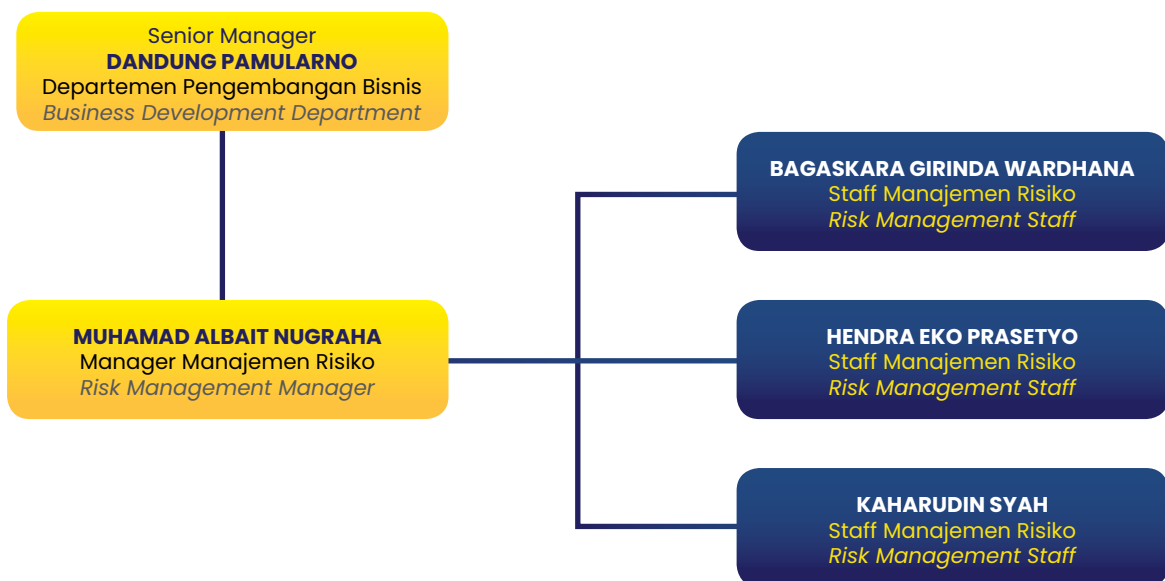 Senior Manager
DANDUNG PAMULARNO
Departemen Pengembangan Bisnis
Business Development Department
MUHAMAD ALBAIT NUGRAHA
Manager Manajemen Risiko
Risk Management Manager
BAGASKARA GIRINDA WARDHANA
Staff Manajemen Risiko
Risk Management Staff
HENDRA EKO PRASETYO
Staff Manajemen Risiko
Risk Management Staff
KAHARUDIN SYAH
Staff Manajemen Risiko
Risk Management Staff